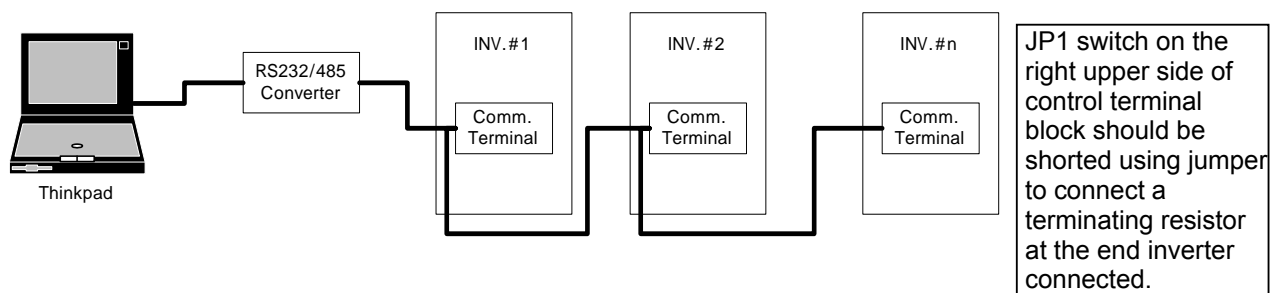 Thinkpad
RS232/485
Converter
INV.#1
Comm.
Terminal
INV.#2
Comm.
Terminal
INV.#n
Comm.
Terminal
JP1 switch on the
right upper side of
control terminal
block should be
shorted using jumper
to connect a
terminating resistor
at the end inverter
connected.